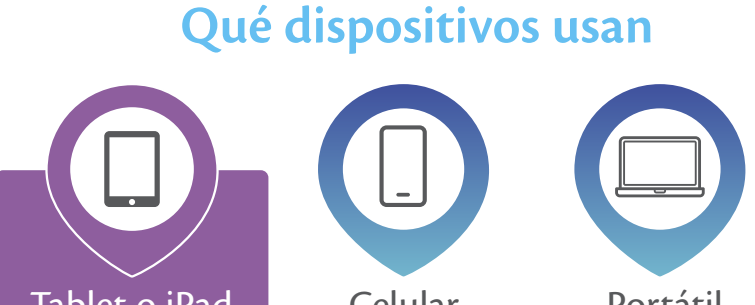 Qué dispositivos usan
Tablet o iPad
Celular
Portátil